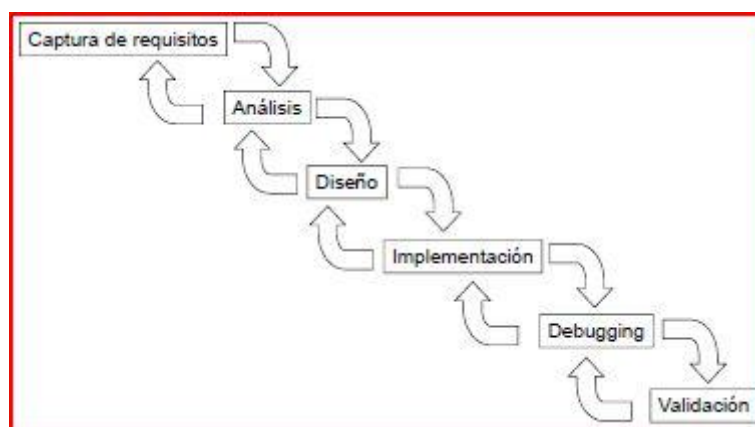 Captura de requisitos
Análisis
Diseño
Implementación
Debugging
Validación